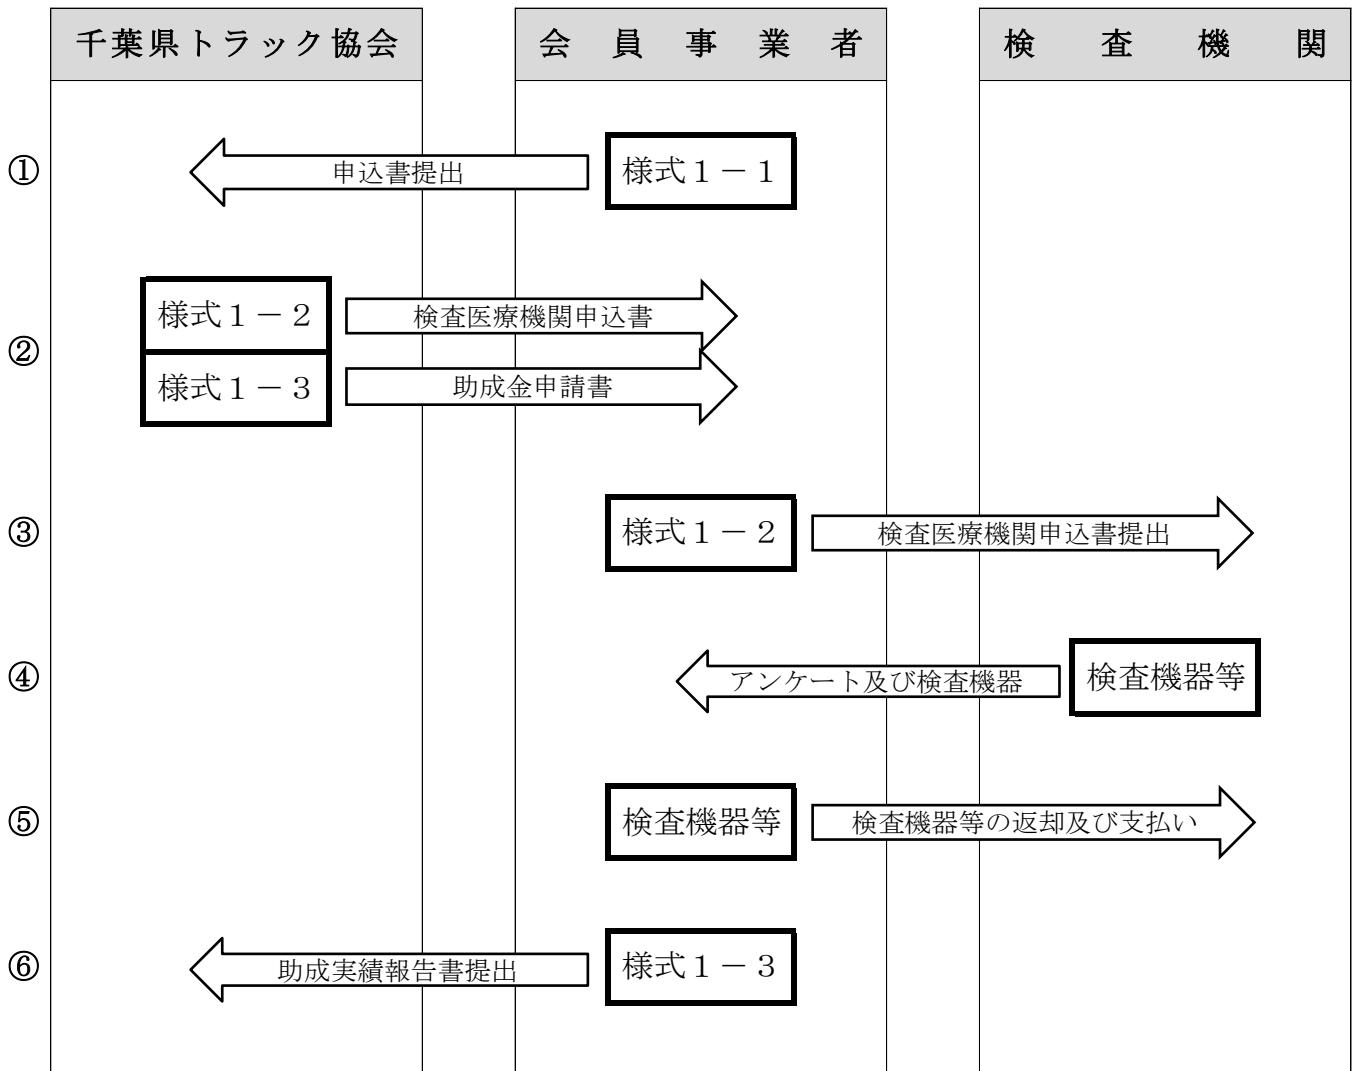 千葉県トラック協会
会員事業者
検査機関
①
申込書提出
様式１－１
②
様式１－２
検査医療機関申込書
様式１－３
助成金申請書
③
様式１－２
検査医療機関申込書提出
④
アンケート及び検査機器
検査機器等
⑤
検査機器等
検査機器等の返却及び支払い
⑥
助成実績報告書提出
様式１－３